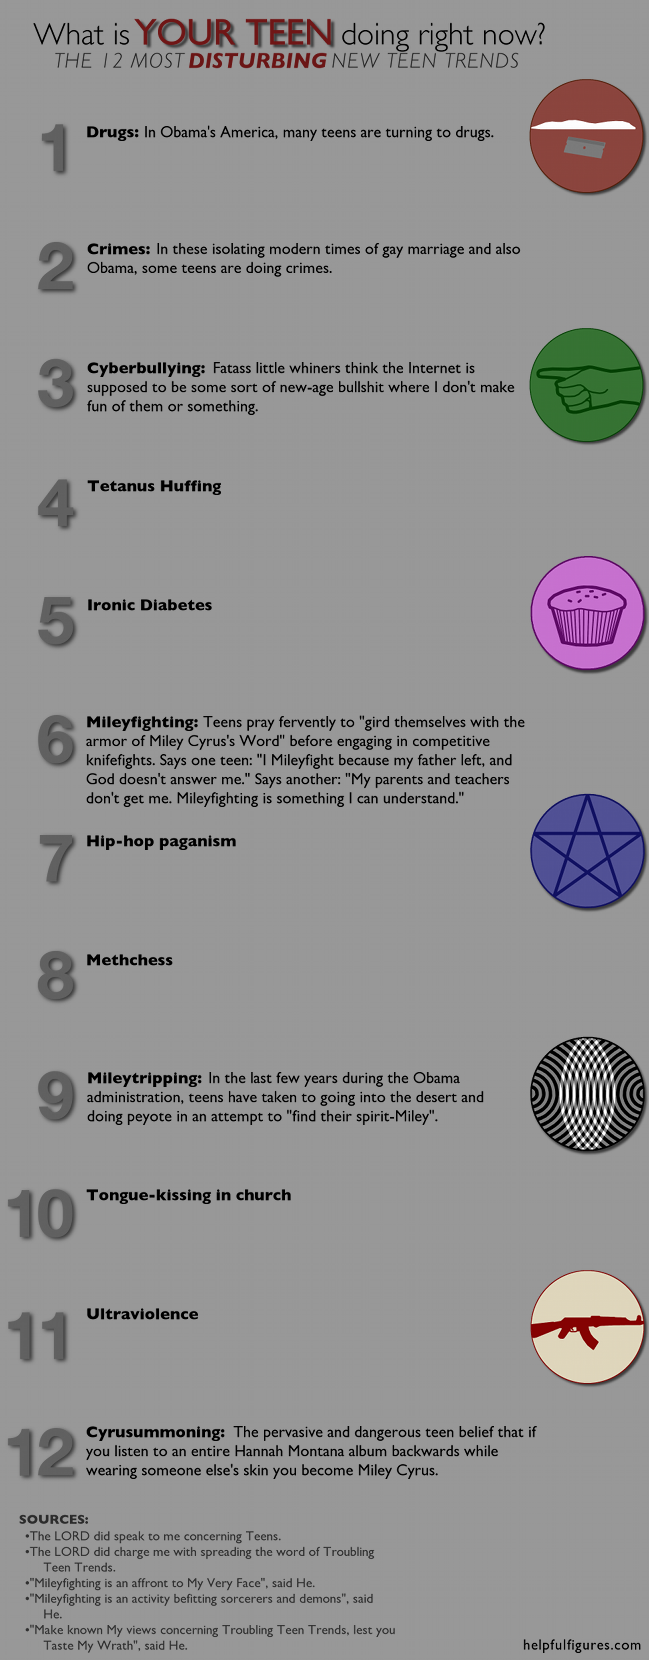 What is YOUR TEEN doing right now?
THE 12 MOST DISTURBING NEW TEEN TRENDS
1
Drugs: In Obama's America, many teens are turning to drugs.
2
Crimes: In these isolating modern times of gay marriage and also
Obama, some teens are doing crimes.
3
Cyberbullying: Fatass little whiners think the Internet is
supposed to be some sort of new-age bullshit where I don't make
fun of them or something.
4
Tetanus Huffing
5
Ironic Diabetes
6
Mileyfighting: Teens pray fervently to "gird themselves with the
armor of Miley Cyrus's Word" before engaging in competitive
knifefights. Says one teen: "I Mileyfight because my father left, and
God doesn't answer me." Says another: "My parents and teachers
don't get me. Mileyfighting is something I can understand."
7
Hip-hop paganism
8
Methchess
9
Mileytripping: In the last few years during the Obama
administration, teens have taken to going into the desert and
doing peyote in an attempt to "find their spirit-Miley".
10
Tongue-kissing in church
11
Ultraviolence
12
Cyrusummoning: The pervasive and dangerous teen belief that if
you listen to an entire Hannah Montana album backwards while
wearing someone else's skin you become Miley Cyrus.
SOURCES:
•The LORD did speak to me concerning Teens.
•The LORD did charge me with spreading the word of Troubling
Teen Trends.
•"Mileyfighting is an affront to My Very Face", said He.
•"Mileyfighting is an activity befitting sorcerers and demons", said
He.
•"Make known My views concerning Troubling Teen Trends, lest you
Taste My Wrath", said He.
helpfulfigures.com